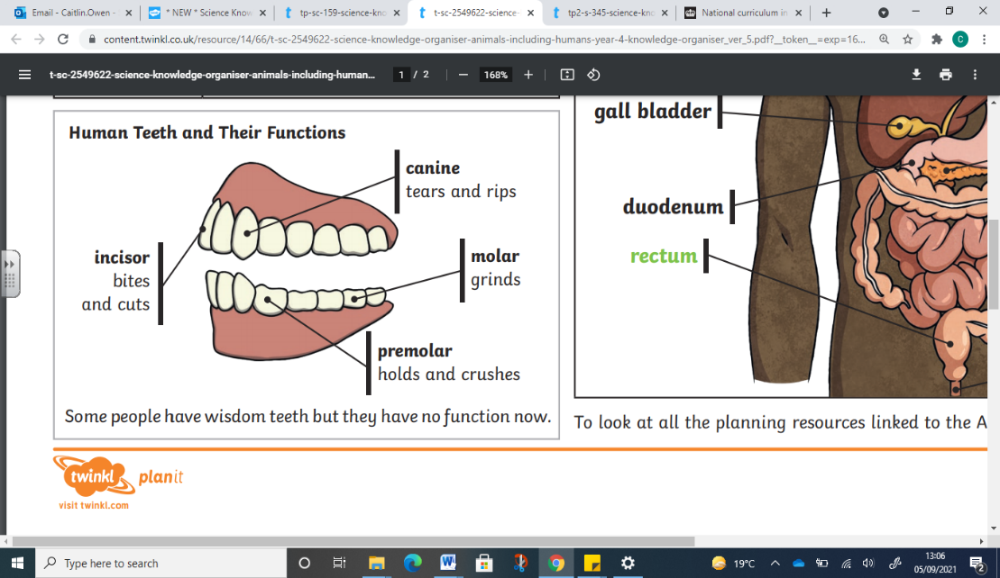 Email - Caitlin.Owen -
* NEW * Science Know
tp-sc-159-science-kno
t-sc-2549622-science-
tp2-s-345-science-kno
National curriculum in
content.twinkl.co.uk/resource/14/66/t-sc-2549622-science-knowledge-organiser-animals-including-humans-year-4-knowledge-organiser_ver_5.pdf?__token__=exp=16...
C
t-sc-2549622-science-knowledge-organiser-animals-including-human...
1 / 2
168%
Human Teeth and Their Functions
canine
tears and rips
incisor
bites
and cuts
molar
grinds
premolar
holds and crushes
Some people have wisdom teeth but they have no function now.
gall bladder
duodenum
rectum
To look at all the planning resources linked to the A
twinkl planit
visit twinkl.com
Type here to search
19°C
13:06
05/09/2021
2